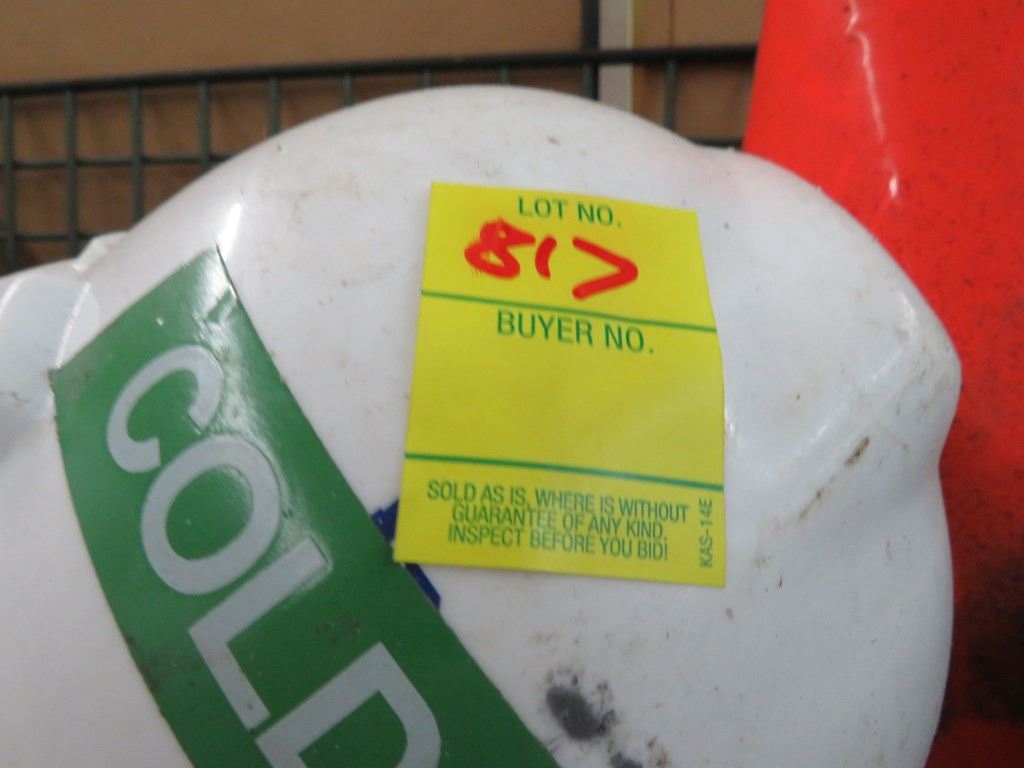 LOT NO.
817
BUYER NO.
SOLD AS IS, WHERE IS WITHOUT
GUARANTEE OF ANY KIND.
INSPECT BEFORE YOU BID!
KAS-14E
COLD